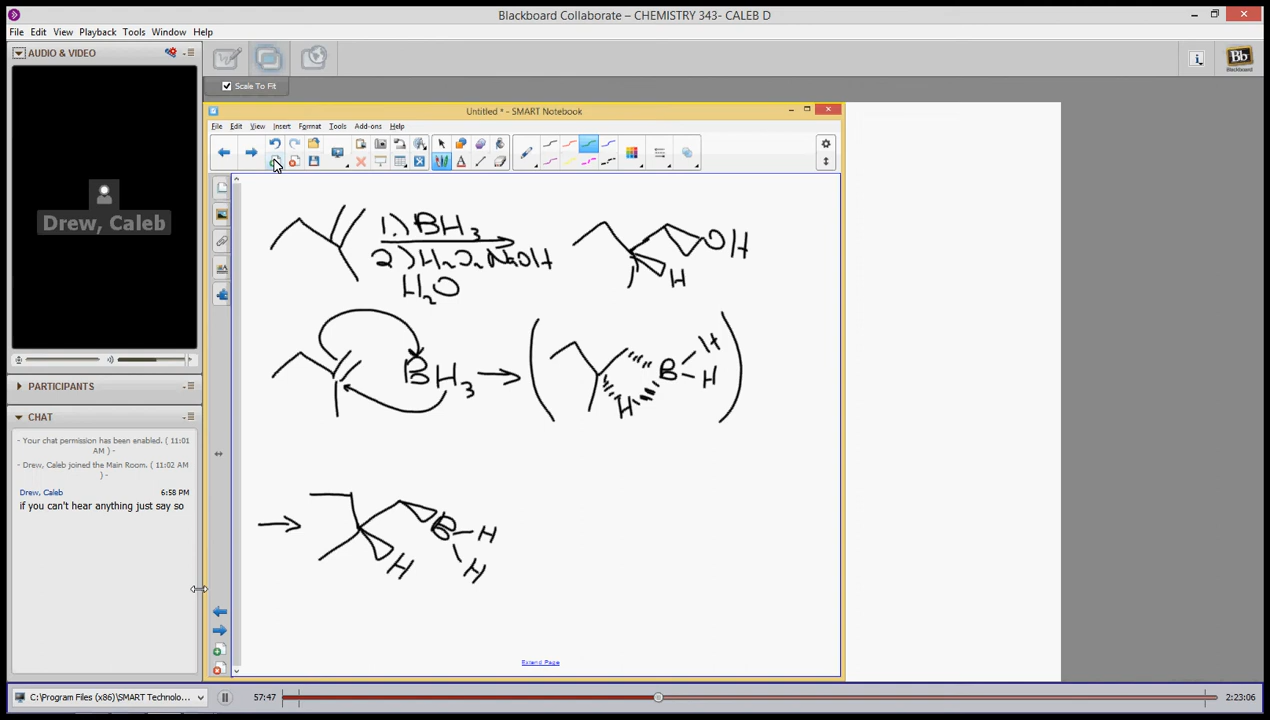 Blackboard Collaborate – CHEMISTRY 343- CALEB D
File Edit View Playback Tools Window Help
AUDIO & VIDEO
Scale To Fit
Bb
Blackboard
Drew, Caleb
PARTICIPANTS
CHAT
- Your chat permission has been enabled. ( 11:01
AM ) -
- Drew, Caleb joined the Main Room. ( 11:02 AM
) -
Drew, Caleb 6:58 PM
if you can't hear anything just say so
Untitled * - SMART Notebook
File Edit View Insert Format Tools Add-ons Help
1.) BH3
2.) H2O2 NaOH
H2O
OH
H
BH3
B
H
H
H
B
H
H
H
Extend Page
C:\Program Files (x86)\SMART Technolo...
57:47
2:23:06